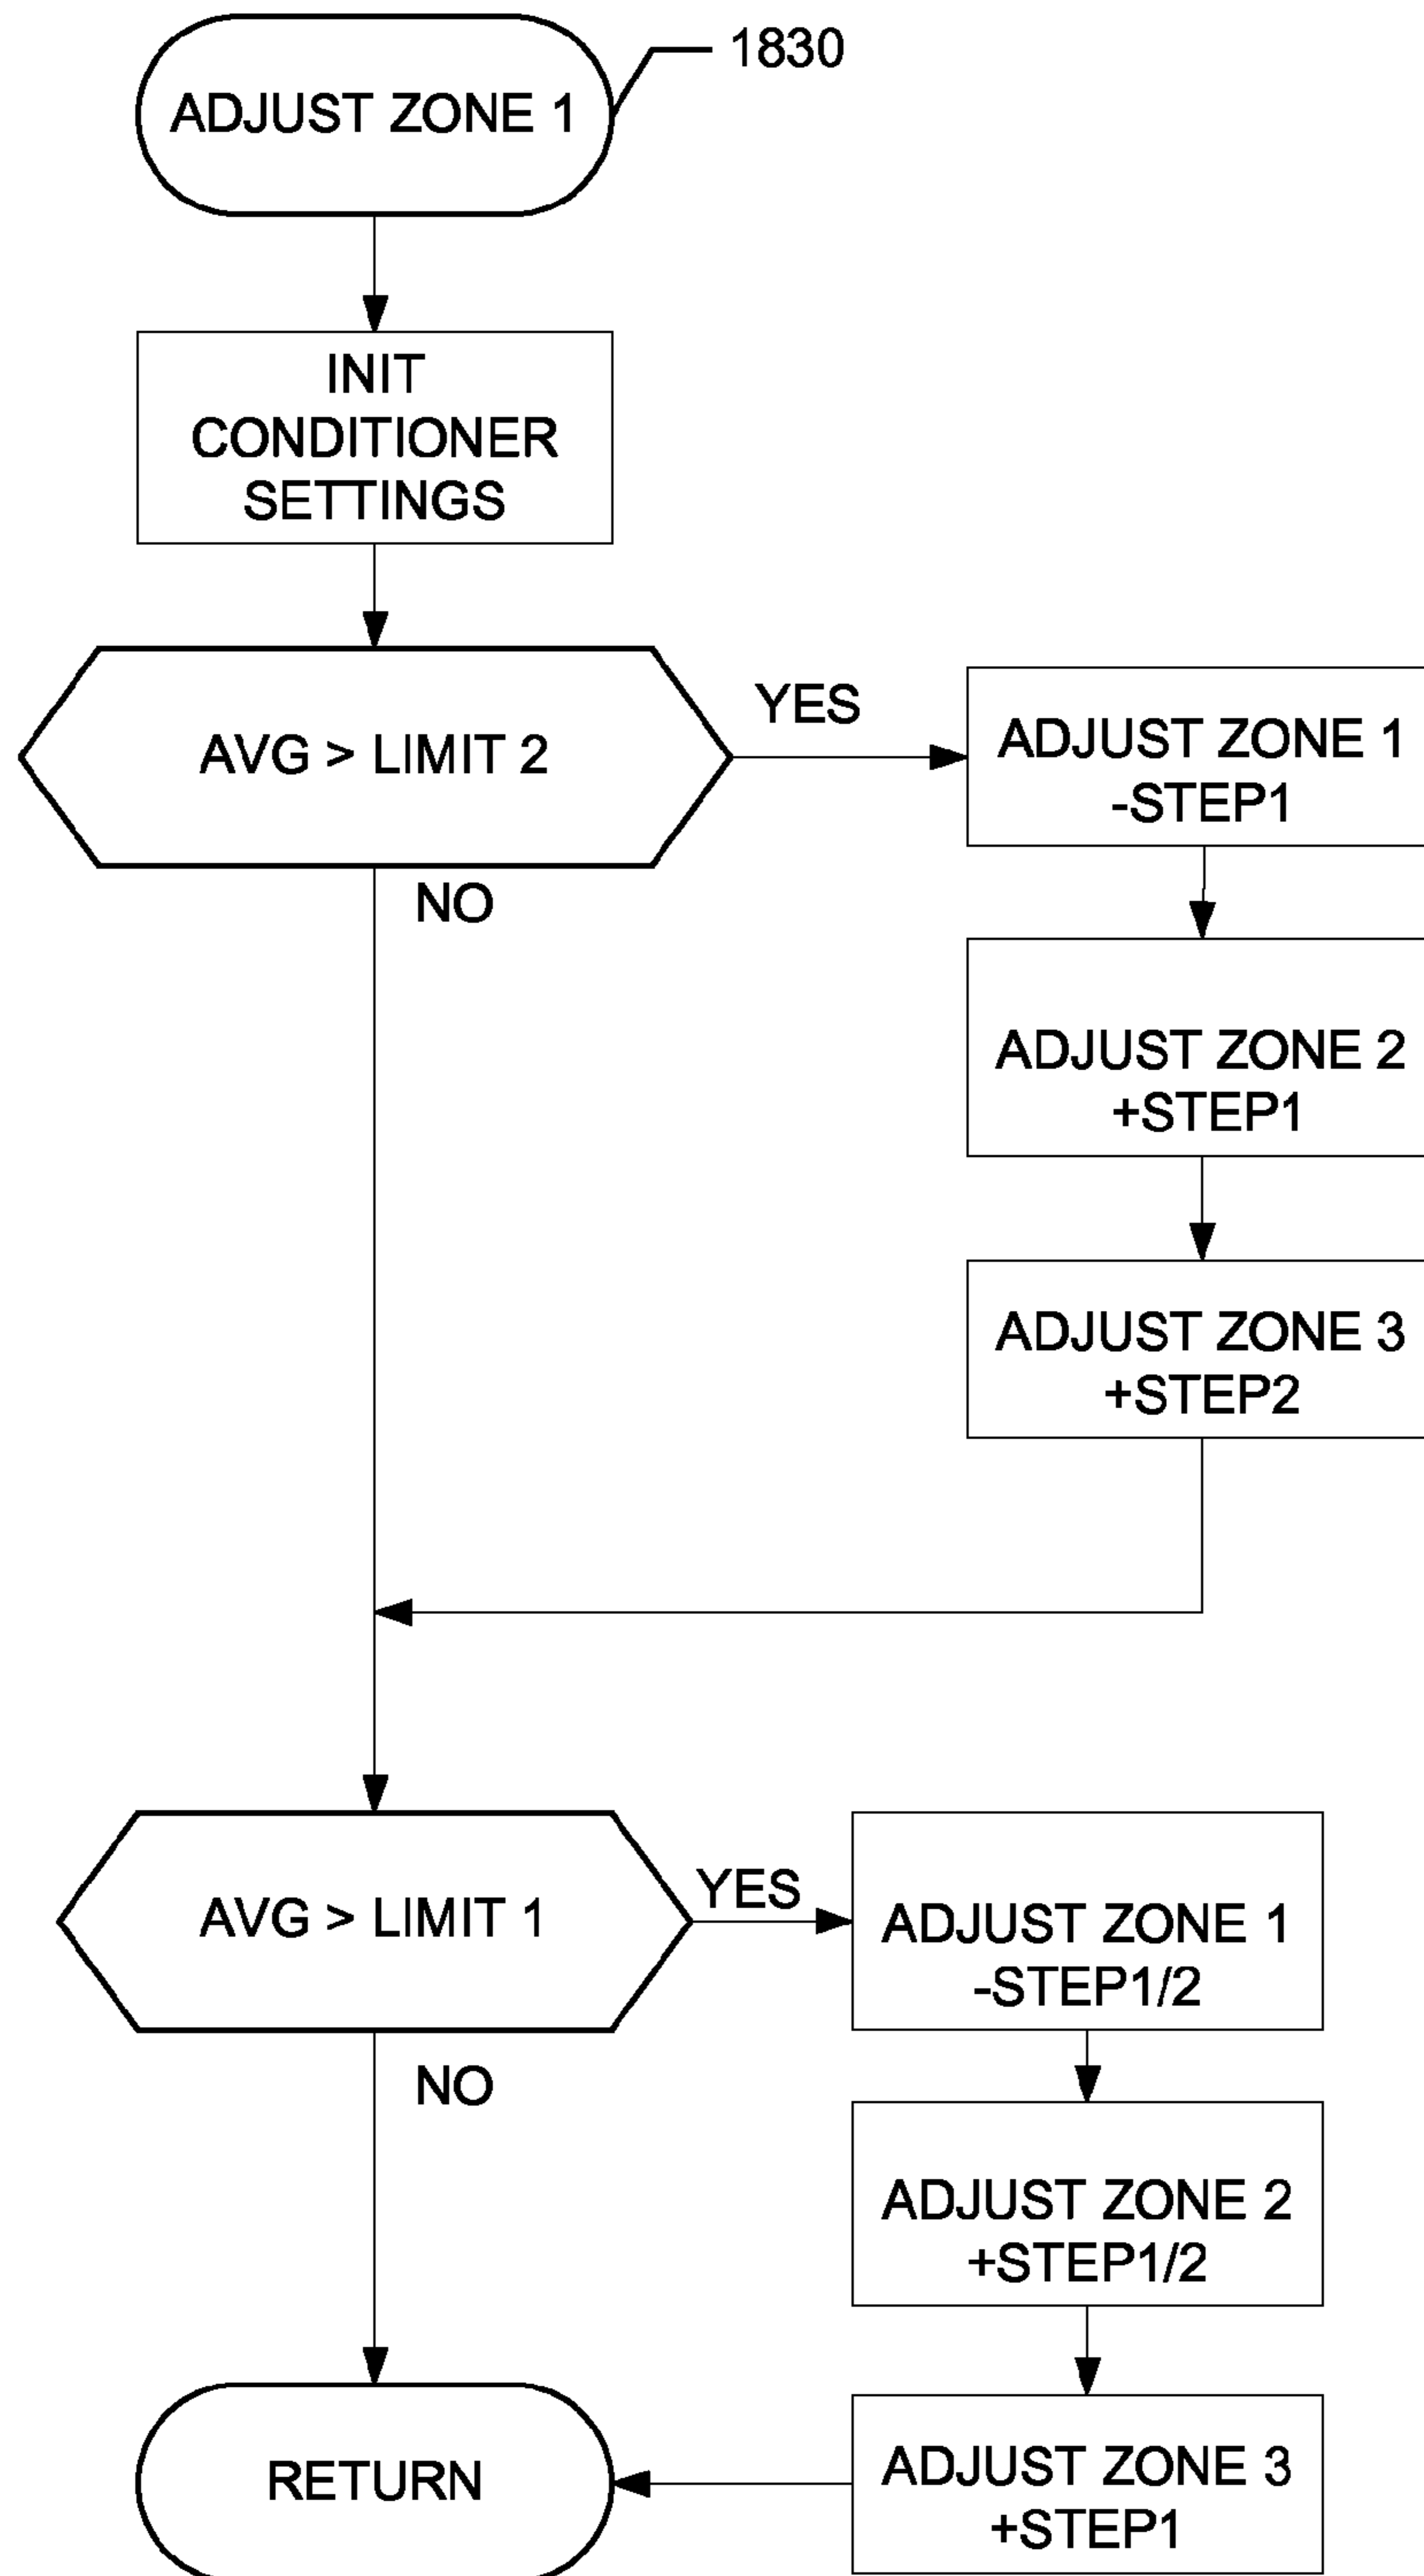 ADJUST ZONE 1
1830
INIT
CONDITIONER
SETTINGS
AVG > LIMIT 2
YES
NO
ADJUST ZONE 1
-STEP1
ADJUST ZONE 2
+STEP1
ADJUST ZONE 3
+STEP2
AVG > LIMIT 1
YES
NO
ADJUST ZONE 1
-STEP1/2
ADJUST ZONE 2
+STEP1/2
ADJUST ZONE 3
+STEP1
RETURN